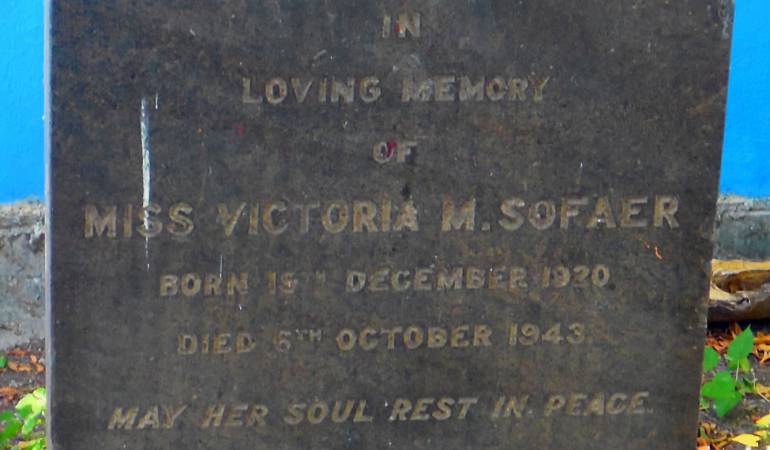 IN
LOVING MEMORY
OF
MISS VICTORIA M. SOFAER
BORN DECEMBER 1920
DIED 6TH OCTOBER 1943.
MAY HER SOUL REST IN PEACE.